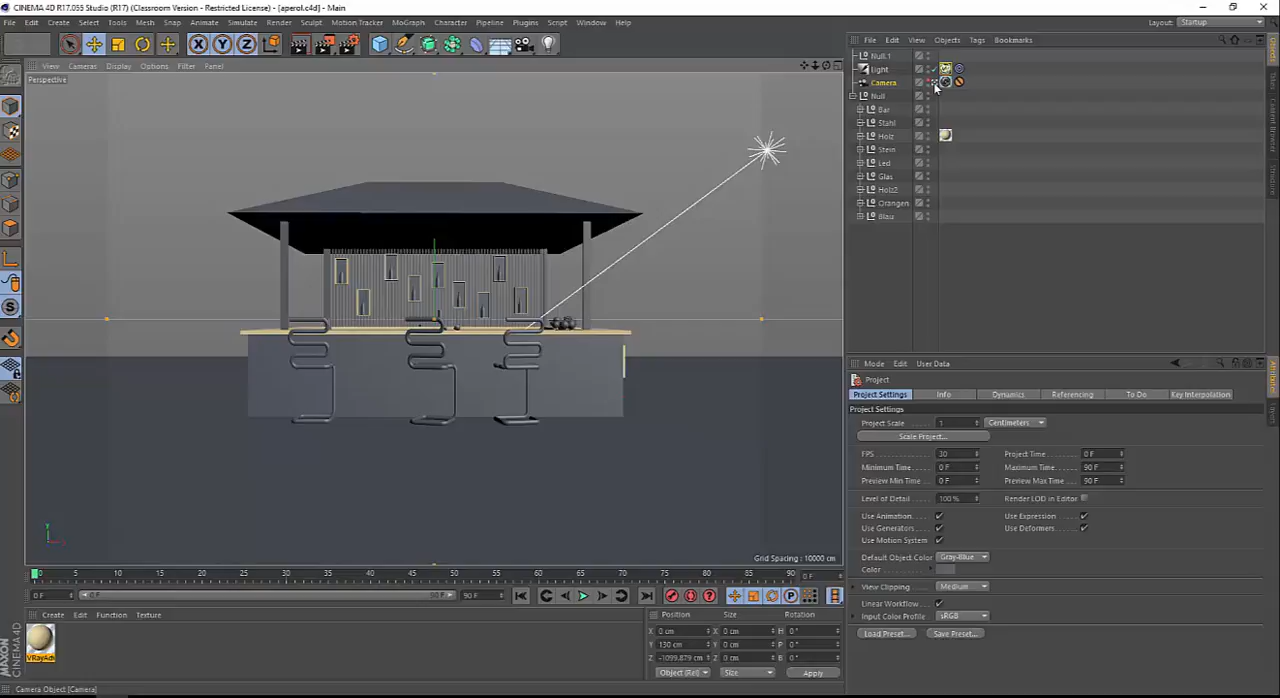 CINEMA 4D R17.055 Studio (R17) (Classroom Version - Restricted License) - [aperol.c4d] - Main
File Edit Create Select Tools Mesh Snap Animate Simulate Render Sculpt Motion Tracker MoGraph Character Pipeline Plugins Script Window Help Layout: Startup
X Y Z
View Cameras Display Options Filter Panel
Perspective
File Edit View Objects Tags Bookmarks
Null.1
Light
Camera
Null
Bar
Stahl
Holz
Stein
Led
Glas
Holz2
Orangen
Blau
Mode Edit User Data
Project
Project Settings Info Dynamics Referencing To Do Key Interpolation
Project Settings
Project Scale 1 Centimeters
Scale Project...
FPS 30 Project Time 0 F
Minimum Time 0 F Maximum Time 90 F
Preview Min Time 0 F Preview Max Time 90 F
Level of Detail 100 % Render LOD in Editor
Use Animation Use Expression
Use Generators Use Deformers
Use Motion System
Default Object Color Gray-Blue
Color
View Clipping Medium
Linear Workflow
Input Color Profile sRGB
Load Preset... Save Preset...
Grid Spacing : 10000 cm
0 5 10 15 20 25 30 35 40 45 50 55 60 65 70 75 80 85 90 0 F
0 F 0 F 90 F 90 F
Create Edit Function Texture
VRayAdv
Position Size Rotation
X 0 cm X 0 cm H 0°
Y 130 cm Y 0 cm P 0°
Z -1099.879 cm Z 0 cm B 0°
Object (Rel) Size Apply
MAXON CINEMA 4D
Camera Object [Camera]